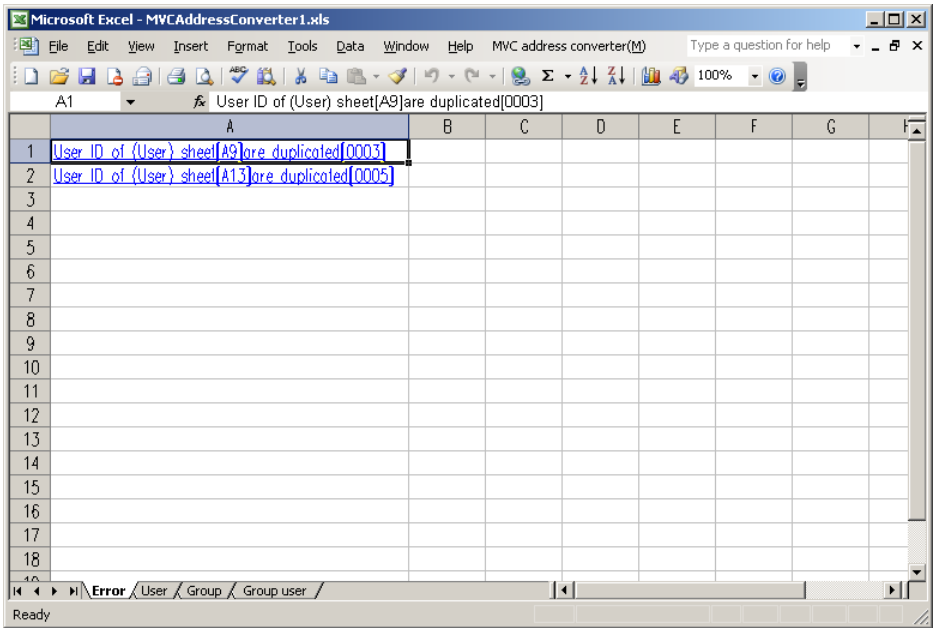 Microsoft Excel - MVCAddressConverter1.xls
File Edit View Insert Format Tools Data Window Help MVC address converter(M) Type a question for help
100%
A1 fx User ID of (User) sheet[A9]are duplicated[0003]
A B C D E F G H
1 User ID of (User) sheet[A9]are duplicated[0003]
2 User ID of (User) sheet[A13]are duplicated[0005]
3
4
5
6
7
8
9
10
11
12
13
14
15
16
17
18
19
Error User Group Group user
Ready